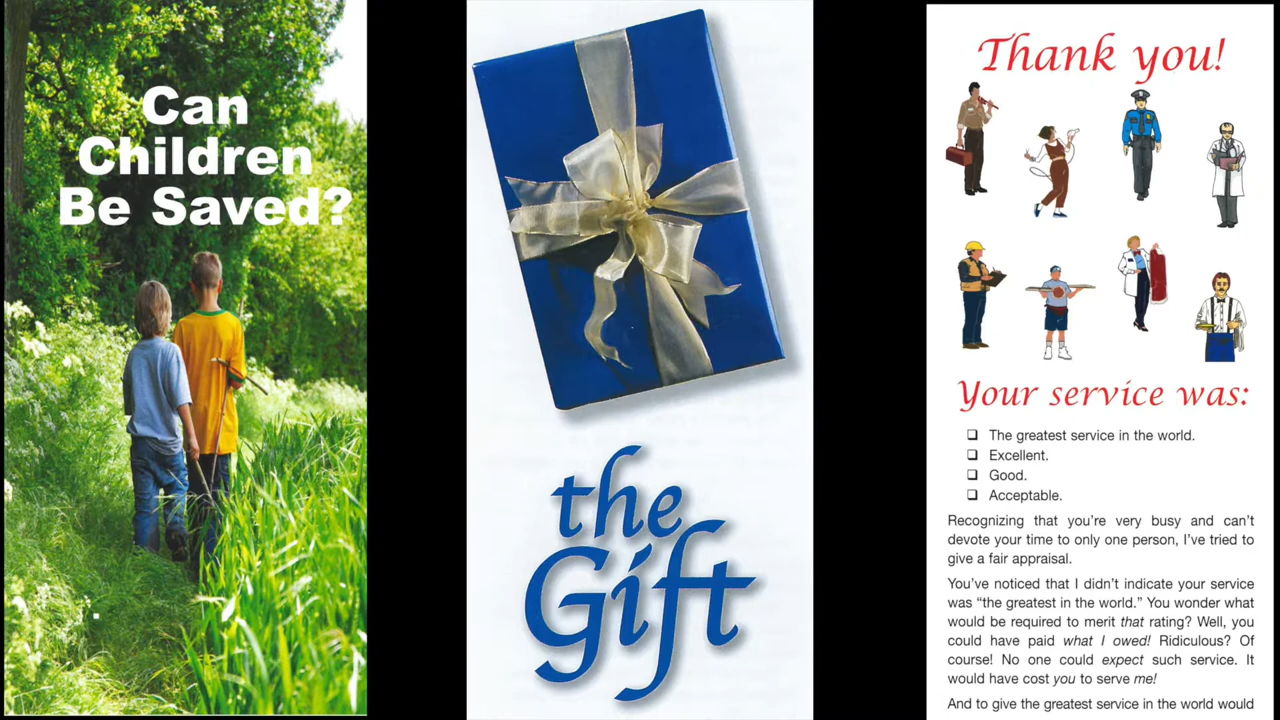 Can
Children
Be Saved?
the
Gift
Thank you!
Your service was:
❑ The greatest service in the world.
❑ Excellent.
❑ Good.
❑ Acceptable.
Recognizing that you're very busy and can't
devote your time to only one person, I've tried to
give a fair appraisal.
You've noticed that I didn't indicate your service
was “the greatest in the world.” You wonder what
would be required to merit that rating? Well, you
could have paid what I owed! Ridiculous? Of
course! No one could expect such service. It
would have cost you to serve me!
And to give the greatest service in the world would